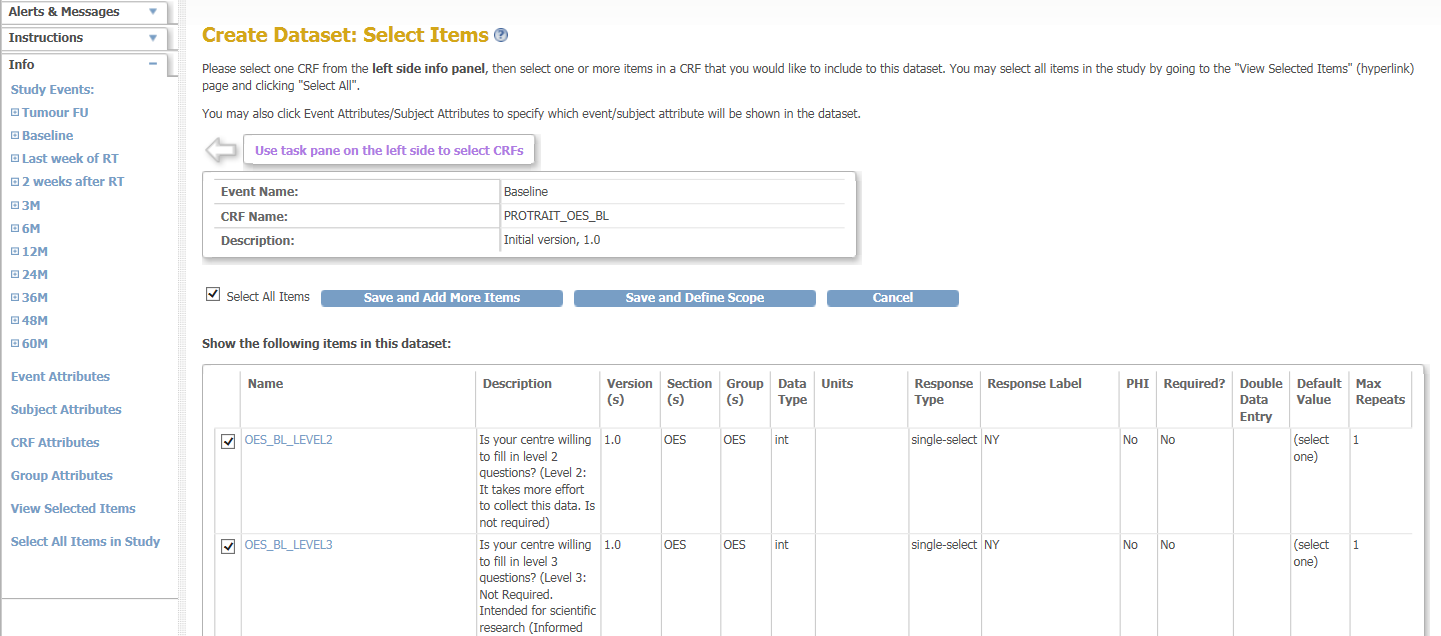 Alerts & Messages
Instructions
Info
Study Events:
Tumour FU
Baseline
Last week of RT
2 weeks after RT
3M
6M
12M
24M
36M
48M
60M
Event Attributes
Subject Attributes
CRF Attributes
Group Attributes
View Selected Items
Select All Items in Study
Create Dataset: Select Items ?
Please select one CRF from the left side info panel, then select one or more items in a CRF that you would like to include to this dataset. You may select all items in the study by going to the "View Selected Items" (hyperlink)
page and clicking "Select All".
You may also click Event Attributes/Subject Attributes to specify which event/subject attribute will be shown in the dataset.
Use task pane on the left side to select CRFs
Event Name: Baseline
CRF Name: PROTRAIT_OES_BL
Description: Initial version, 1.0
Select All Items Save and Add More Items Save and Define Scope Cancel
Show the following items in this dataset:
Name Description Version Section Group Data Units Response Response Label PHI Required? Double Default Max
(s) (s) (s) Type Type Data Value Repeats
Entry
OES_BL_LEVEL2 Is your centre willing 1.0 OES OES int single-select NY No No (select 1
to fill in level 2 one)
questions? (Level 2:
It takes more effort
to collect this data. Is
not required)
OES_BL_LEVEL3 Is your centre willing 1.0 OES OES int single-select NY No No (select 1
to fill in level 3 one)
questions? (Level 3:
Not Required.
Intended for scientific
research (Informed